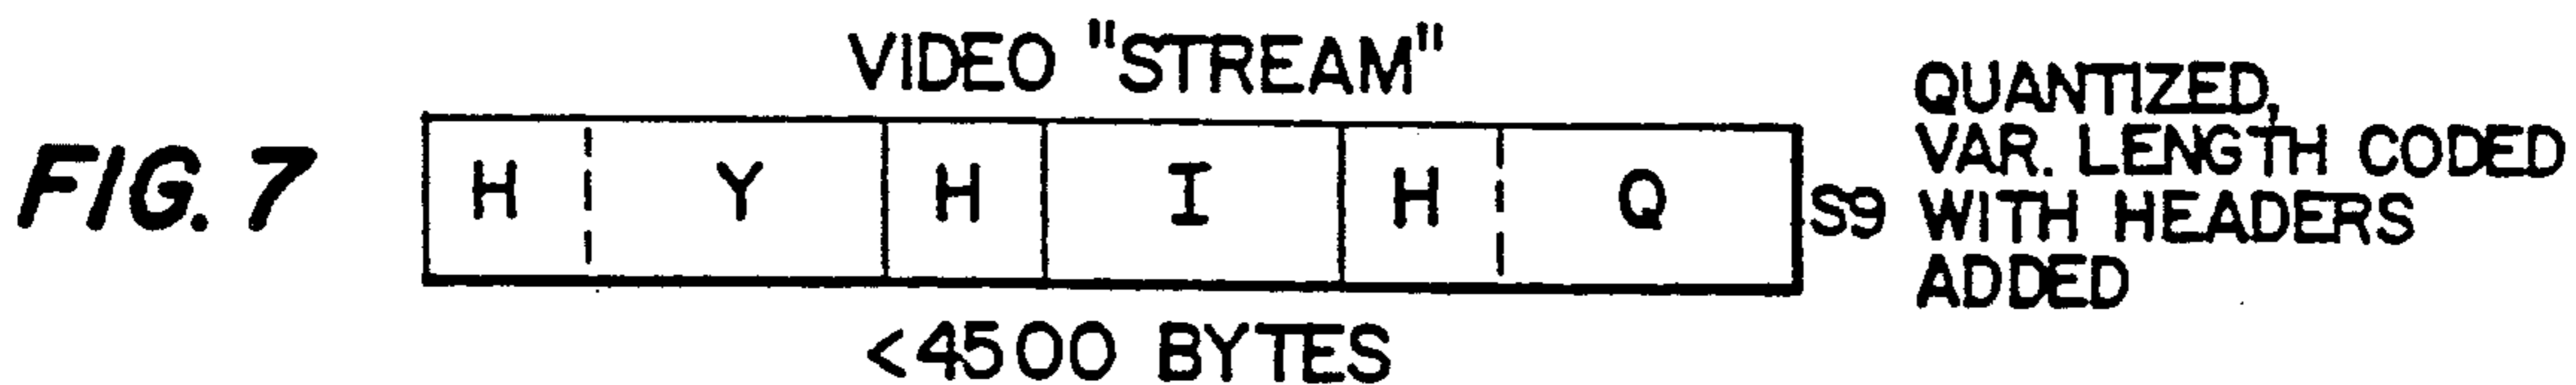 VIDEO "STREAM"
FIG. 7
H Y H I H Q
S9
QUANTIZED,
VAR. LENGTH CODED
WITH HEADERS
ADDED
<4500 BYTES